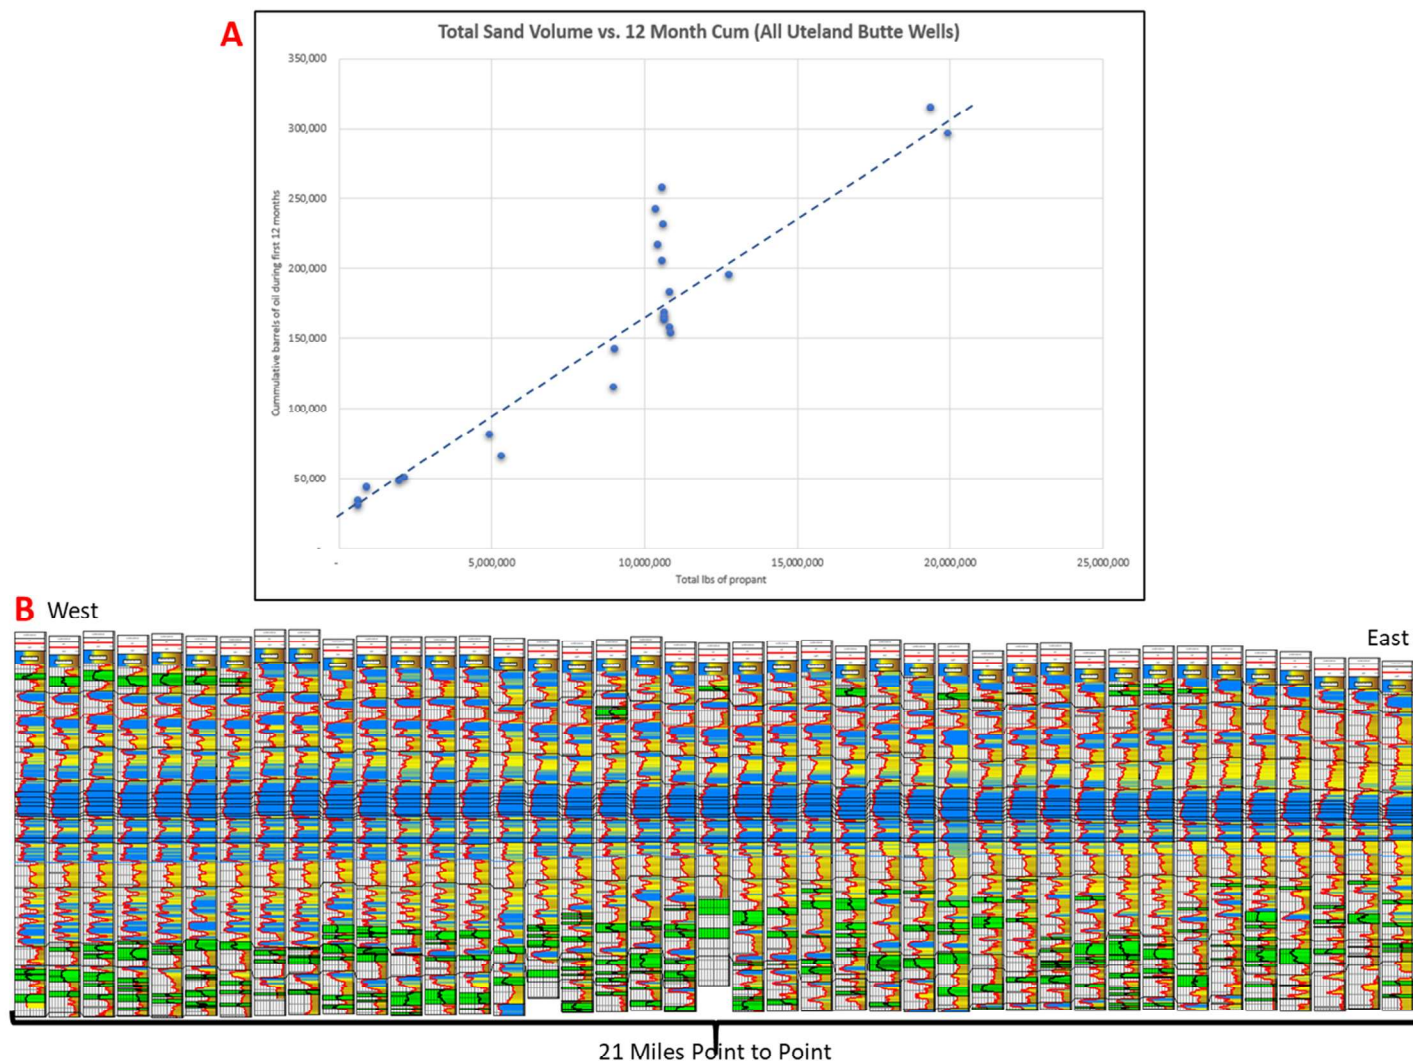 A
Total Sand Volume vs. 12 Month Cum (All Uteland Butte Wells)
350,000
300,000
250,000
200,000
150,000
100,000
50,000
-
Cummulative barrels of oil during first 12 months
- 5,000,000 10,000,000 15,000,000 20,000,000 25,000,000
Total lbs of propant
B West
East
21 Miles Point to Point